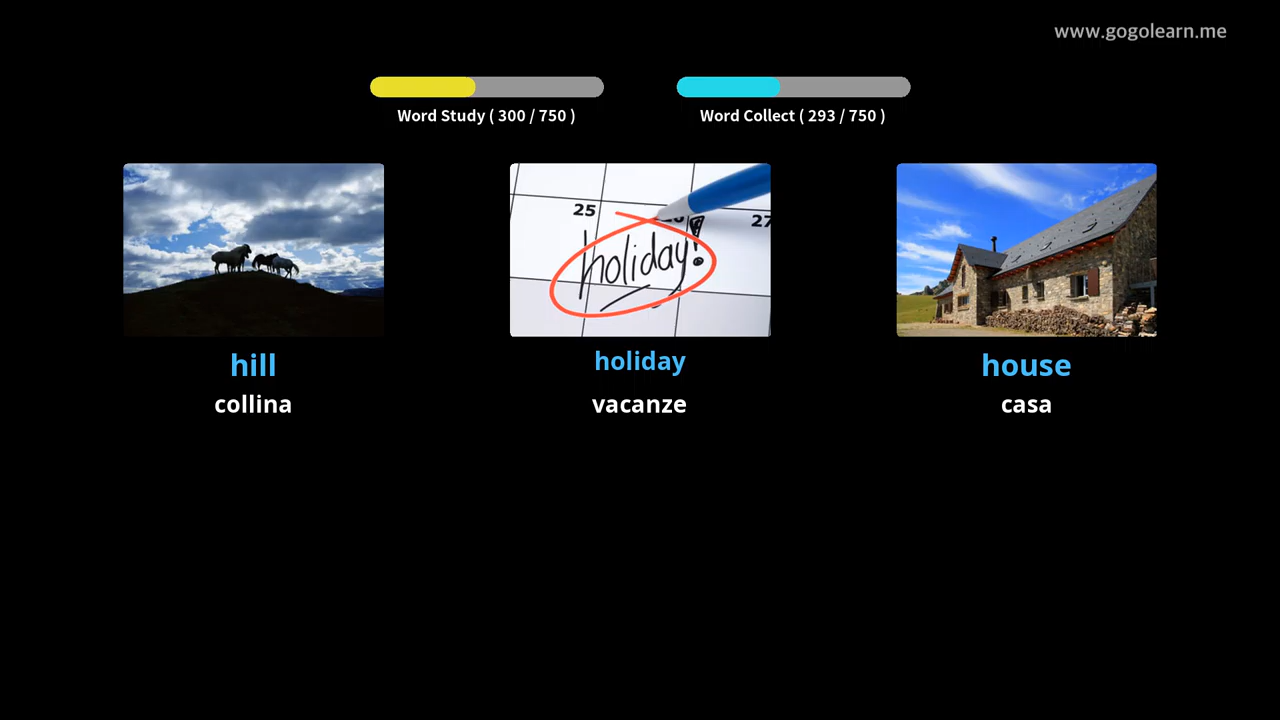 www.gogolearn.me
Word Study ( 300 / 750 )
Word Collect ( 293 / 750 )
25
27
holiday!
hill
holiday
house
collina
vacanze
casa